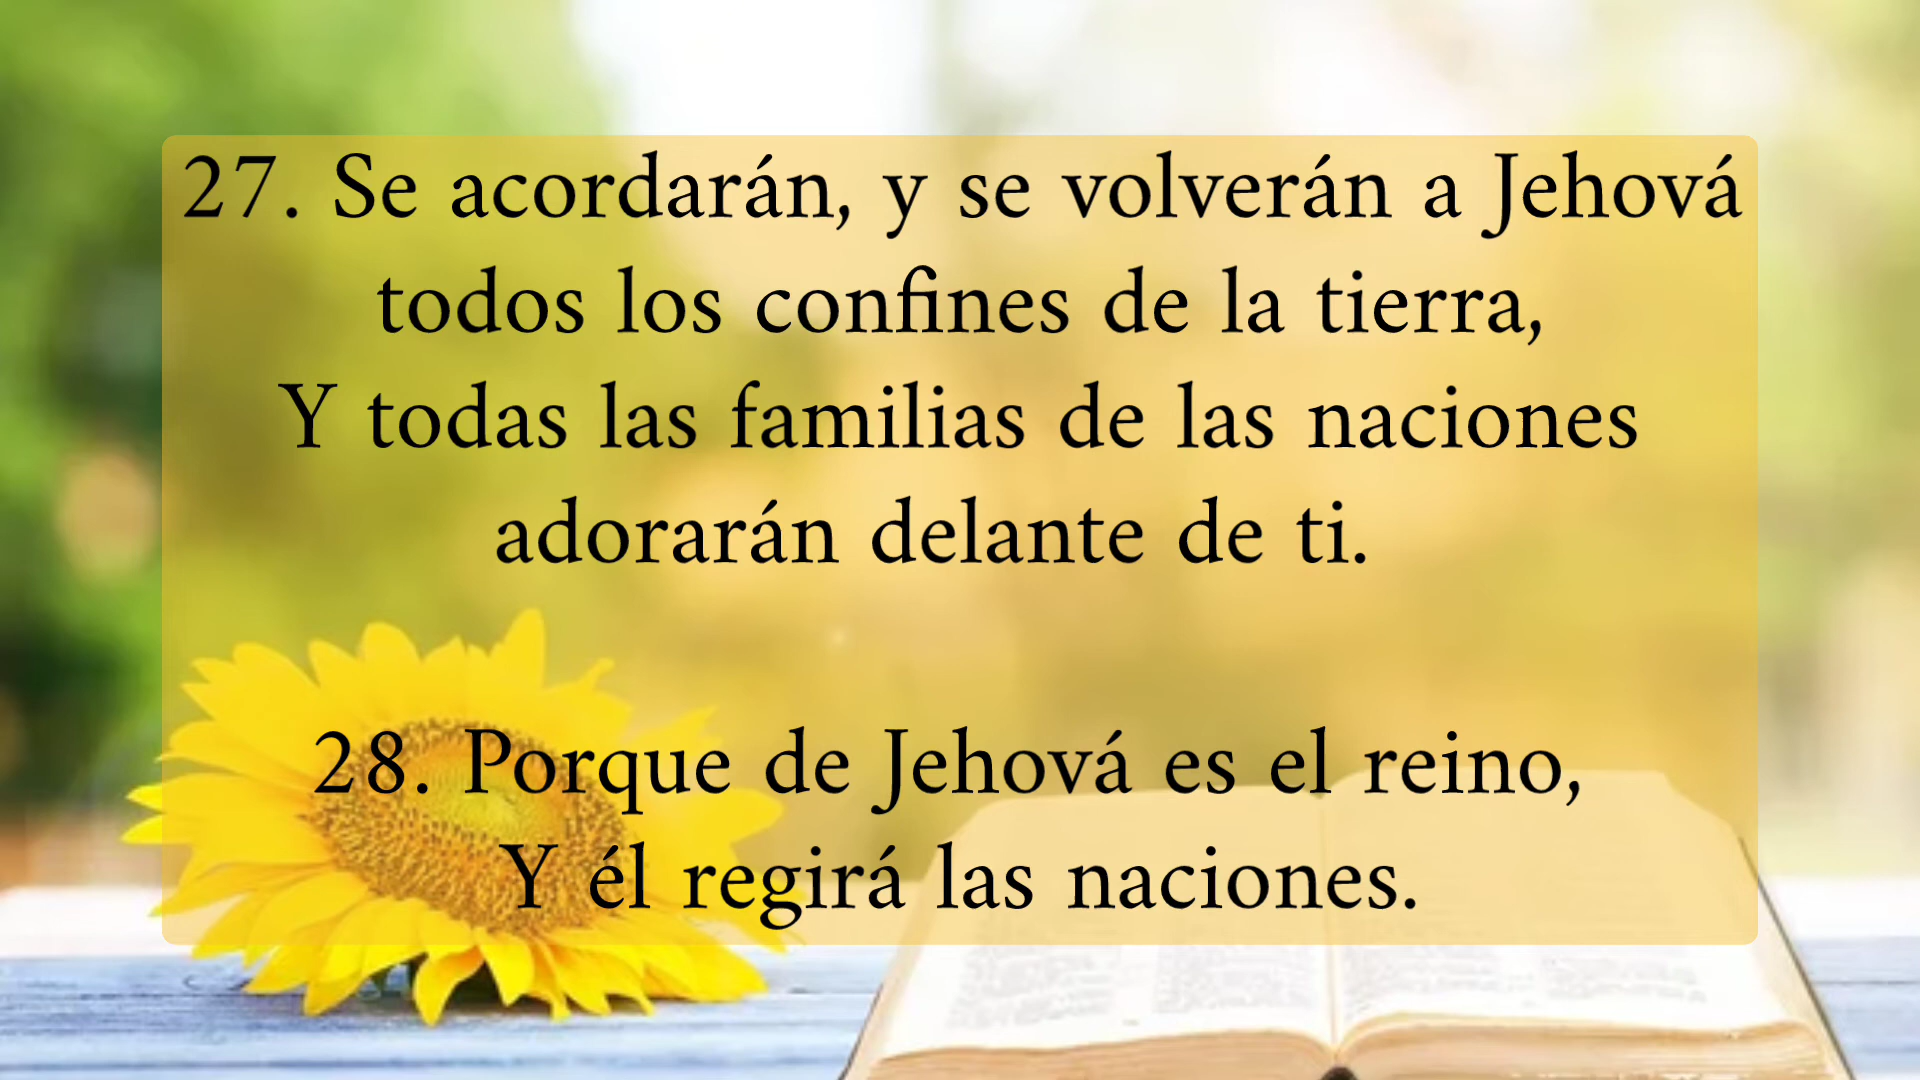 27. Se acordarán, y se volverán a Jehová
todos los confines de la tierra,
Y todas las familias de las naciones
adorarán delante de ti.
28. Porque de Jehová es el reino,
Y él regirá las naciones.